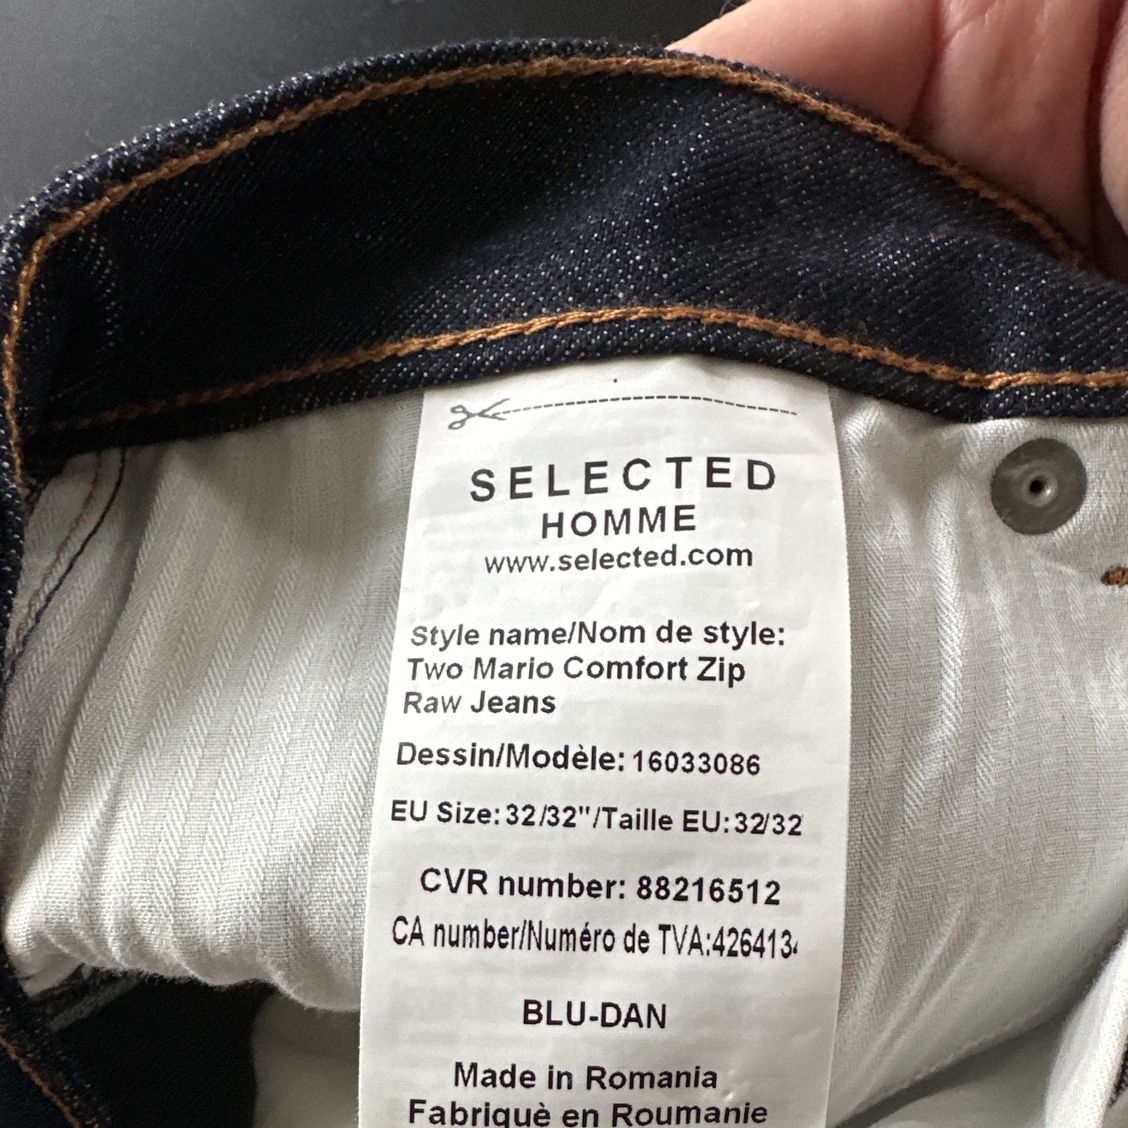 SELECTED
HOMME
www.selected.com
Style name/Nom de style:
Two Mario Comfort Zip
Raw Jeans
Dessin/Modèle: 16033086
EU Size: 32/32"/Taille EU: 32/32
CVR number: 88216512
CA number/Numéro de TVA:426413
BLU-DAN
Made in Romania
Fabriquè en Roumanie